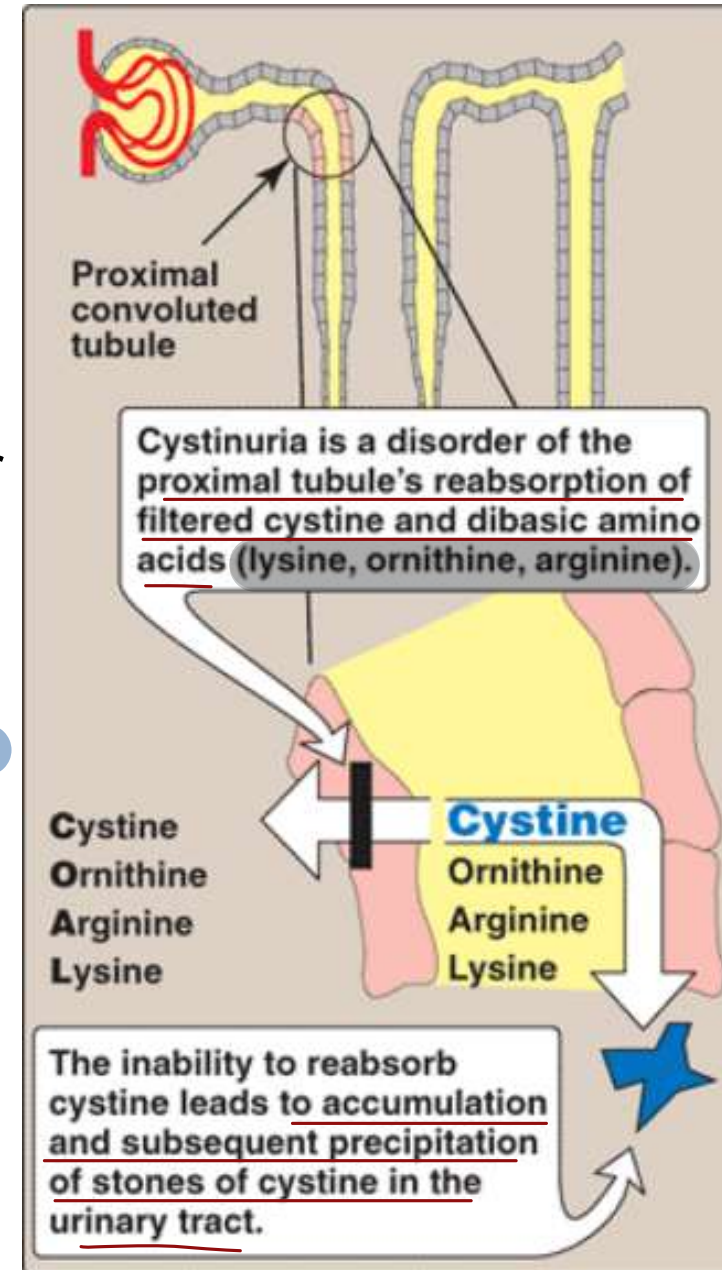 Proximal
convoluted
tubule
Cystinuria is a disorder of the
proximal tubule's reabsorption of
filtered cystine and dibasic amino
acids (lysine, ornithine, arginine).
Cystine
Ornithine
Arginine
Lysine
Cystine
Ornithine
Arginine
Lysine
The inability to reabsorb
cystine leads to accumulation
and subsequent precipitation
of stones of cystine in the
urinary tract.